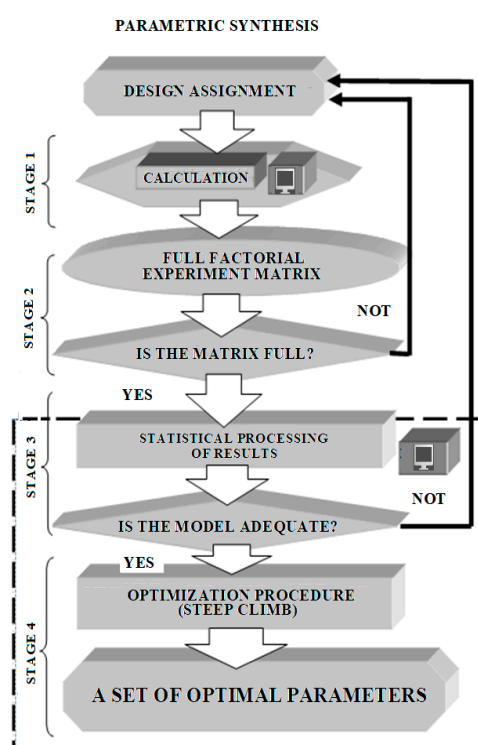 PARAMETRIC SYNTHESIS
DESIGN ASSIGNMENT
STAGE 1
CALCULATION
STAGE 2
FULL FACTORIAL
EXPERIMENT MATRIX
NOT
IS THE MATRIX FULL?
YES
STAGE 3
STATISTICAL PROCESSING
OF RESULTS
NOT
IS THE MODEL ADEQUATE?
YES
STAGE 4
OPTIMIZATION PROCEDURE
(STEEP CLIMB)
A SET OF OPTIMAL PARAMETERS